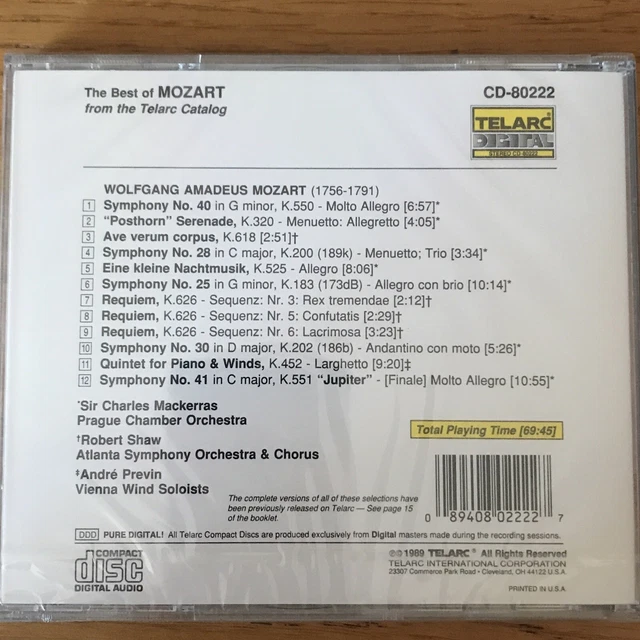 The Best of MOZART
from the Telarc Catalog
CD-80222
TELARC
DIGITAL
STEREO CD-80222
WOLFGANG AMADEUS MOZART (1756-1791)
1 Symphony No. 40 in G minor, K.550 - Molto Allegro [6:57]*
2 "Posthorn" Serenade, K.320 - Menuetto: Allegretto [4:05]*
3 Ave verum corpus, K.618 [2:51]†
4 Symphony No. 28 in C major, K.200 (189k) - Menuetto; Trio [3:34]*
5 Eine kleine Nachtmusik, K.525 - Allegro [8:06]*
6 Symphony No. 25 in G minor, K.183 (173dB) - Allegro con brio [10:14]*
7 Requiem, K.626 - Sequenz: Nr. 3: Rex tremendae [2:12]†
8 Requiem, K.626 - Sequenz: Nr. 5: Confutatis [2:29]†
9 Requiem, K.626 - Sequenz: Nr. 6: Lacrimosa [3:23]†
10 Symphony No. 30 in D major, K.202 (186b) - Andantino con moto [5:26]*
11 Quintet for Piano & Winds, K.452 - Larghetto [9:20]‡
12 Symphony No. 41 in C major, K.551 "Jupiter" - [Finale] Molto Allegro [10:55]*
*Sir Charles Mackerras
Prague Chamber Orchestra
†Robert Shaw
Atlanta Symphony Orchestra & Chorus
‡André Previn
Vienna Wind Soloists
Total Playing Time [69:45]
The complete versions of all of these selections have
been previously released on Telarc — See page 15
of the booklet.
0 89408 02222 7
DDD PURE DIGITAL! All Telarc Compact Discs are produced exclusively from Digital masters made during the recording sessions.
COMPACT
disc
DIGITAL AUDIO
℗© 1989 TELARC® All Rights Reserved
TELARC INTERNATIONAL CORPORATION
23307 Commerce Park Road • Cleveland, OH 44122 U.S.A.
PRINTED IN U.S.A.